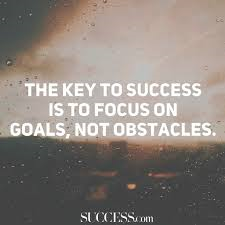 THE KEY TO SUCCESS
IS TO FOCUS ON
GOALS, NOT OBSTACLES.
SUCCESS.com